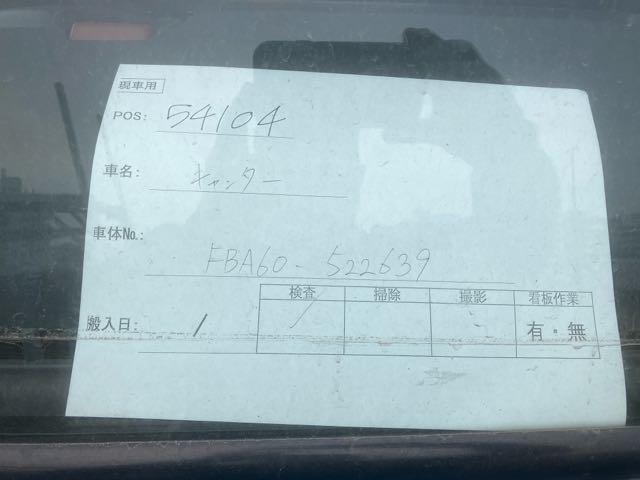 現車用
POS: 54104
車名: キャンター
車体No.: FBA60-522639
検査 掃除 撮影 看板作業
搬入日: / 有・無